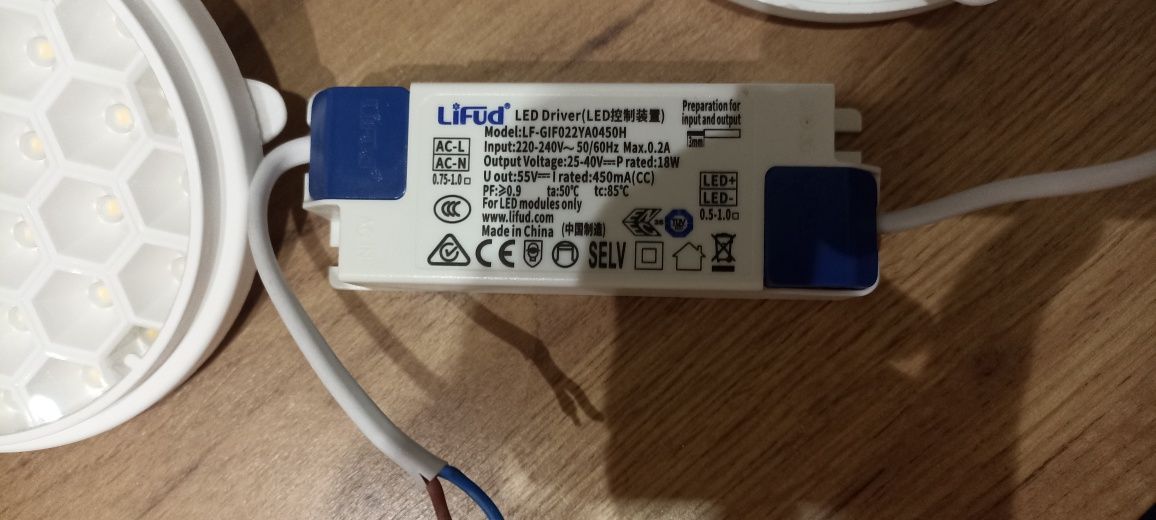 LiFud® LED Driver(LED控制装置)
Model:LF-GIF022YA0450H
Input:220-240V～ 50/60Hz Max.0.2A
Output Voltage:25-40V⎓P rated:18W
U out:55V⎓I rated:450mA(CC)
PF:≥0.9 ta:50℃ tc:85℃
For LED modules only
www.lifud.com
Made in China (中国制造)
AC-L
AC-N
0.75-1.0□
Preparation for
input and output
LED+
LED-
0.5-1.0□
CCC
CE
SELV